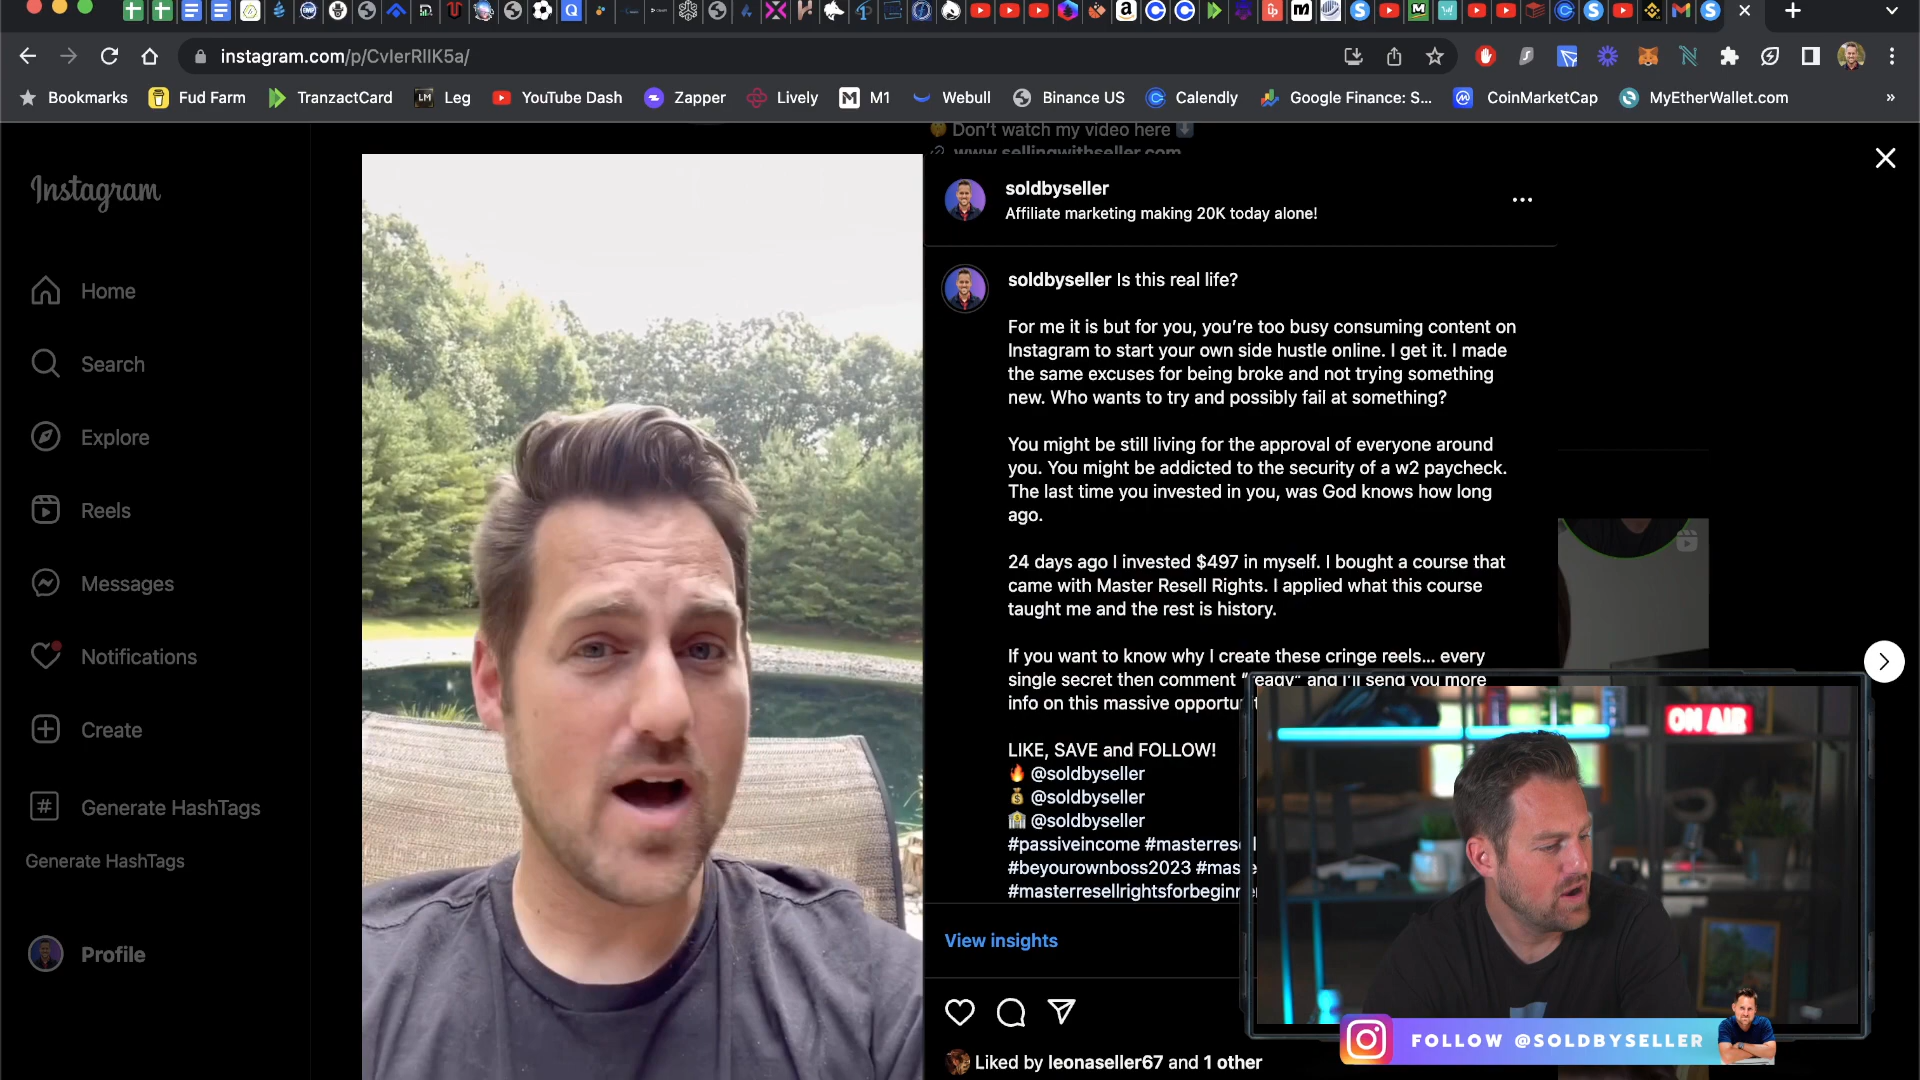 instagram.com/p/CvIerRlIK5a/
Bookmarks
Fud Farm
TranzactCard
Leg
YouTube Dash
Zapper
Lively
M1
Webull
Binance US
Calendly
Google Finance: S...
CoinMarketCap
MyEtherWallet.com
»
Don't watch my video here
www.sellingwithseller.com
Instagram
soldbyseller
Affiliate marketing making 20K today alone!
soldbyseller Is this real life?
For me it is but for you, you're too busy consuming content on
Instagram to start your own side hustle online. I get it. I made
the same excuses for being broke and not trying something
new. Who wants to try and possibly fail at something?
You might be still living for the approval of everyone around
you. You might be addicted to the security of a w2 paycheck.
The last time you invested in you, was God knows how long
ago.
24 days ago I invested $497 in myself. I bought a course that
came with Master Resell Rights. I applied what this course
taught me and the rest is history.
If you want to know why I create these cringe reels... every
single secret then comment "eady" and I'll send you more
info on this massive
LIKE, SAVE and FOLLOW!
🔥 @soldbyseller
💰 @soldbyseller
🏦 @soldbyseller
#passiveincome
#beyourownboss2023
View insights
Liked by leonaseller67 and 1 other
Home
Search
Explore
Reels
Messages
Notifications
Create
Generate HashTags
Generate HashTags
Profile
ON AIR
FOLLOW @SOLDBYSELLER